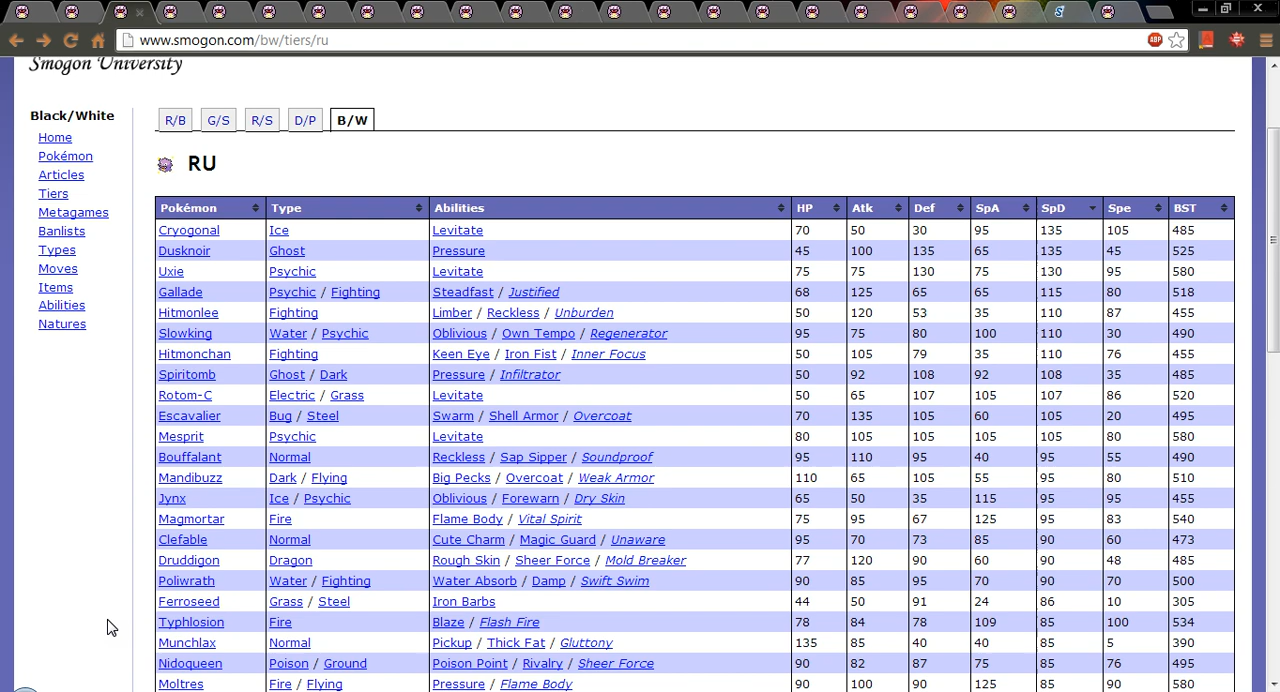 www.smogon.com/bw/tiers/ru
ABP
Smogon University
Black/White
Home
Pokémon
Articles
Tiers
Metagames
Banlists
Types
Moves
Items
Abilities
Natures
R/B G/S R/S D/P B/W
RU
Pokémon Type Abilities HP Atk Def SpA SpD Spe BST
Cryogonal Ice Levitate 70 50 30 95 135 105 485
Dusknoir Ghost Pressure 45 100 135 65 135 45 525
Uxie Psychic Levitate 75 75 130 75 130 95 580
Gallade Psychic / Fighting Steadfast / Justified 68 125 65 65 115 80 518
Hitmonlee Fighting Limber / Reckless / Unburden 50 120 53 35 110 87 455
Slowking Water / Psychic Oblivious / Own Tempo / Regenerator 95 75 80 100 110 30 490
Hitmonchan Fighting Keen Eye / Iron Fist / Inner Focus 50 105 79 35 110 76 455
Spiritomb Ghost / Dark Pressure / Infiltrator 50 92 108 92 108 35 485
Rotom-C Electric / Grass Levitate 50 65 107 105 107 86 520
Escavalier Bug / Steel Swarm / Shell Armor / Overcoat 70 135 105 60 105 20 495
Mesprit Psychic Levitate 80 105 105 105 105 80 580
Bouffalant Normal Reckless / Sap Sipper / Soundproof 95 110 95 40 95 55 490
Mandibuzz Dark / Flying Big Pecks / Overcoat / Weak Armor 110 65 105 55 95 80 510
Jynx Ice / Psychic Oblivious / Forewarn / Dry Skin 65 50 35 115 95 95 455
Magmortar Fire Flame Body / Vital Spirit 75 95 67 125 95 83 540
Clefable Normal Cute Charm / Magic Guard / Unaware 95 70 73 85 90 60 473
Druddigon Dragon Rough Skin / Sheer Force / Mold Breaker 77 120 90 60 90 48 485
Poliwrath Water / Fighting Water Absorb / Damp / Swift Swim 90 85 95 70 90 70 500
Ferroseed Grass / Steel Iron Barbs 44 50 91 24 86 10 305
Typhlosion Fire Blaze / Flash Fire 78 84 78 109 85 100 534
Munchlax Normal Pickup / Thick Fat / Gluttony 135 85 40 40 85 5 390
Nidoqueen Poison / Ground Poison Point / Rivalry / Sheer Force 90 82 87 75 85 76 495
Moltres Fire / Flying Pressure / Flame Body 90 100 90 125 85 90 580